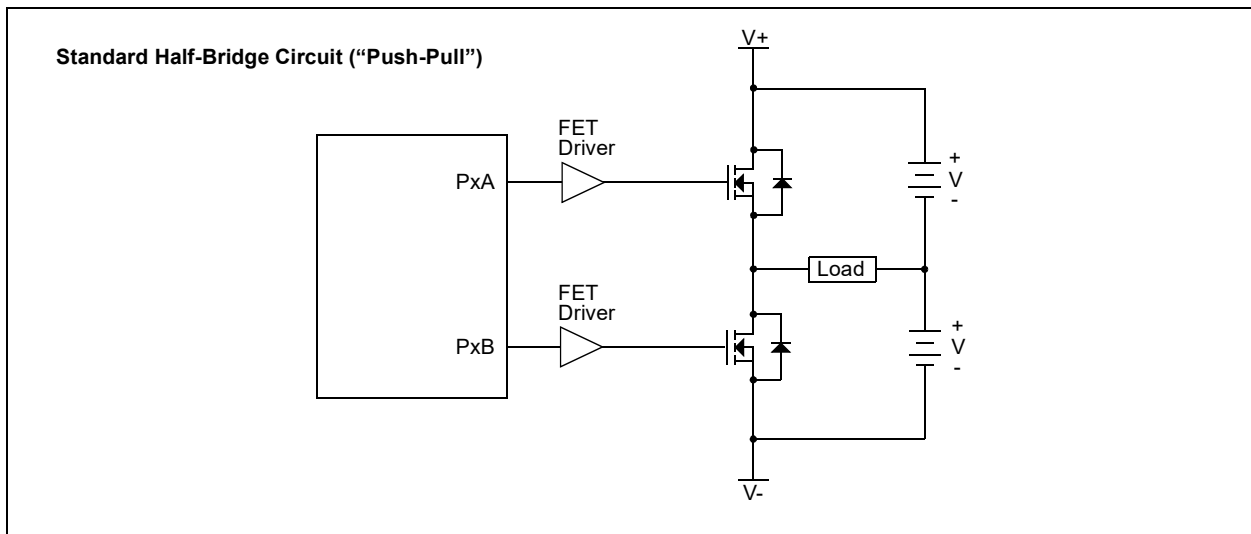 Standard Half-Bridge Circuit (“Push-Pull”)
V+
FET
Driver
PxA
+
V
-
Load
FET
Driver
PxB
+
V
-
V-